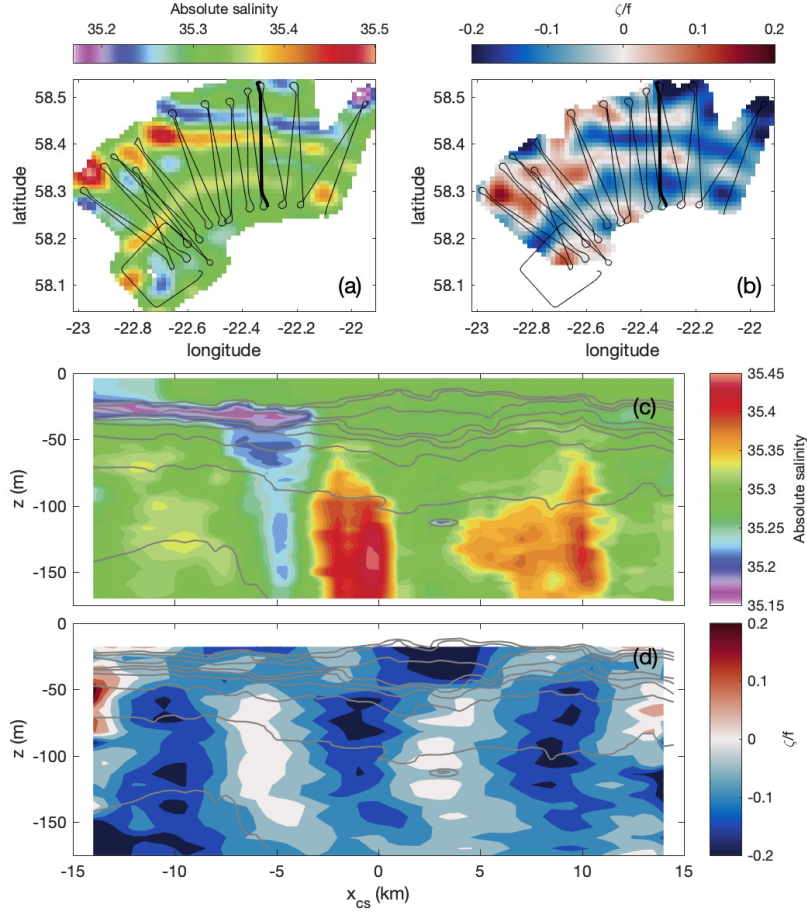 Absolute salinity
35.2 35.3 35.4 35.5
ζ/f
-0.2 -0.1 0 0.1 0.2
58.5
58.4
58.3
58.2
58.1
latitude
(a)
-23 -22.8 -22.6 -22.4 -22.2 -22
longitude
58.5
58.4
58.3
58.2
58.1
latitude
(b)
-23 -22.8 -22.6 -22.4 -22.2 -22
longitude
0
-50
-100
-150
z (m)
(c)
35.45
35.4
35.35
35.3
35.25
35.2
35.15
Absolute salinity
0
-50
-100
-150
z (m)
(d)
0.2
0.1
0
-0.1
-0.2
ζ/f
-15 -10 -5 0 5 10 15
xcs (km)